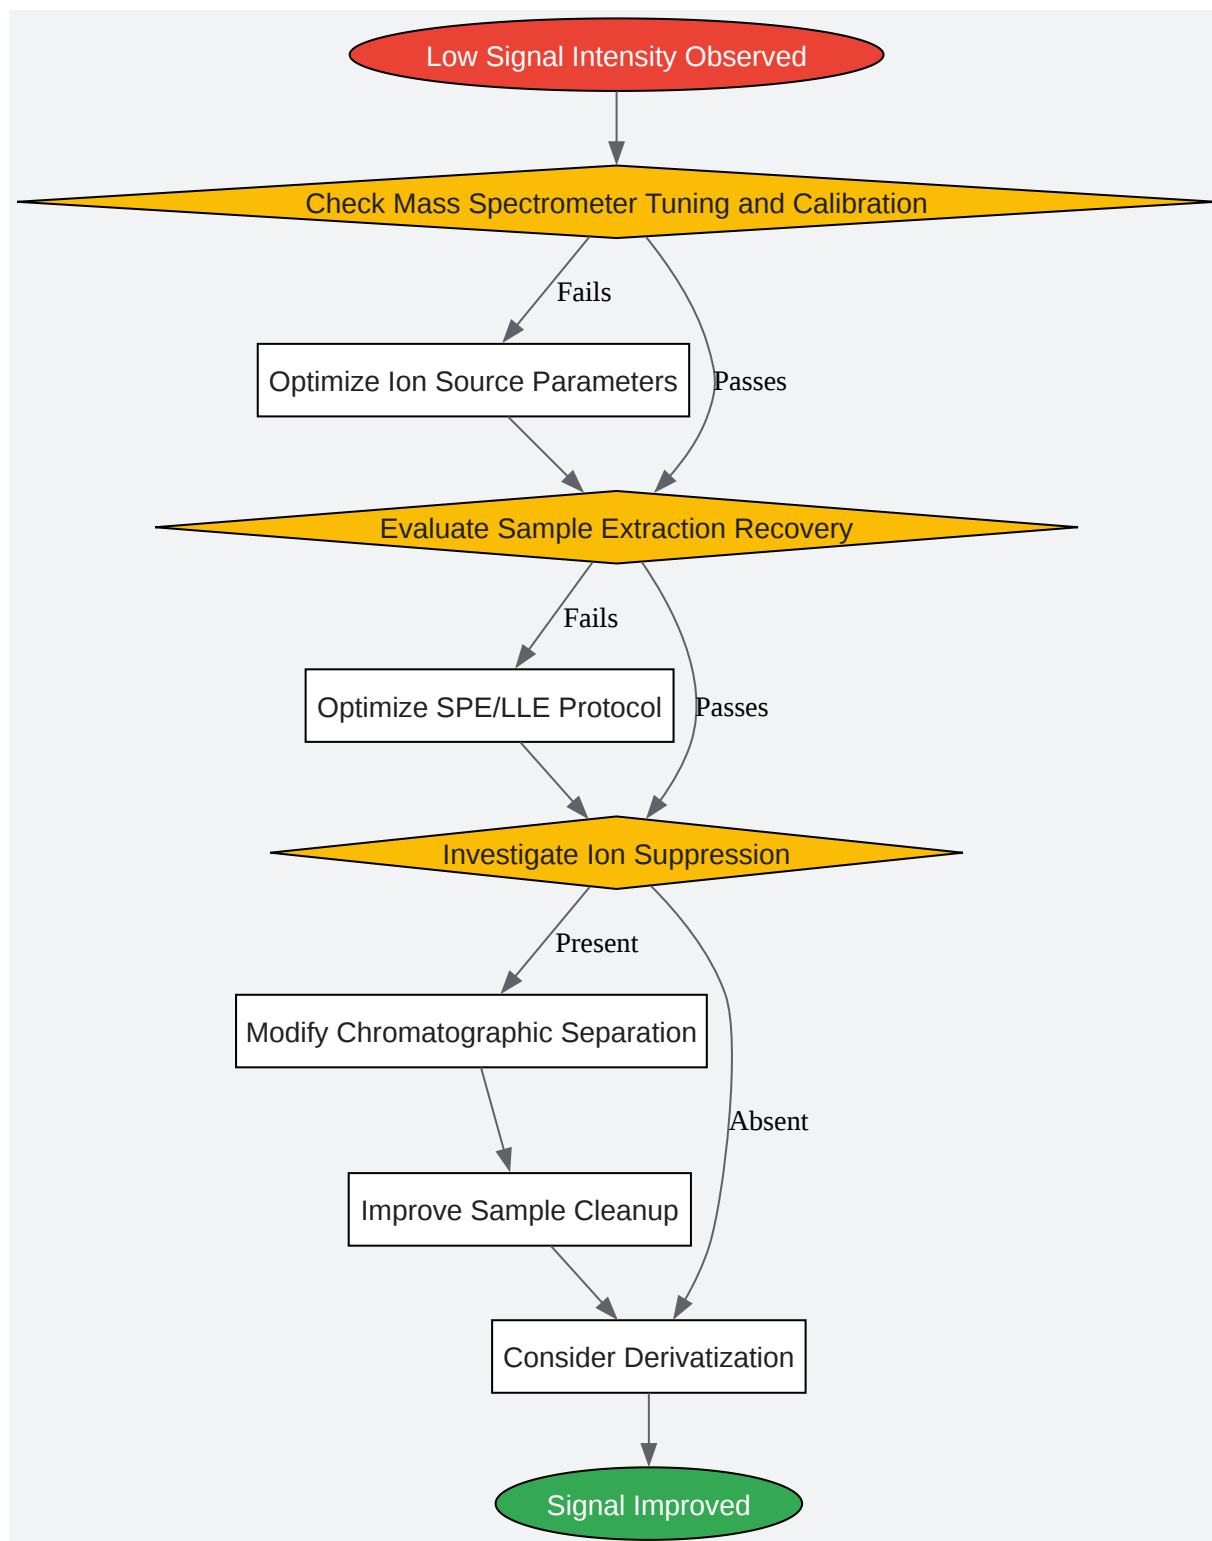 Low Signal Intensity Observed
Check Mass Spectrometer Tuning and Calibration
Fails
Optimize Ion Source Parameters
Passes
Evaluate Sample Extraction Recovery
Fails
Optimize SPE/LLE Protocol
Passes
Investigate Ion Suppression
Present
Modify Chromatographic Separation
Absent
Improve Sample Cleanup
Consider Derivatization
Signal Improved